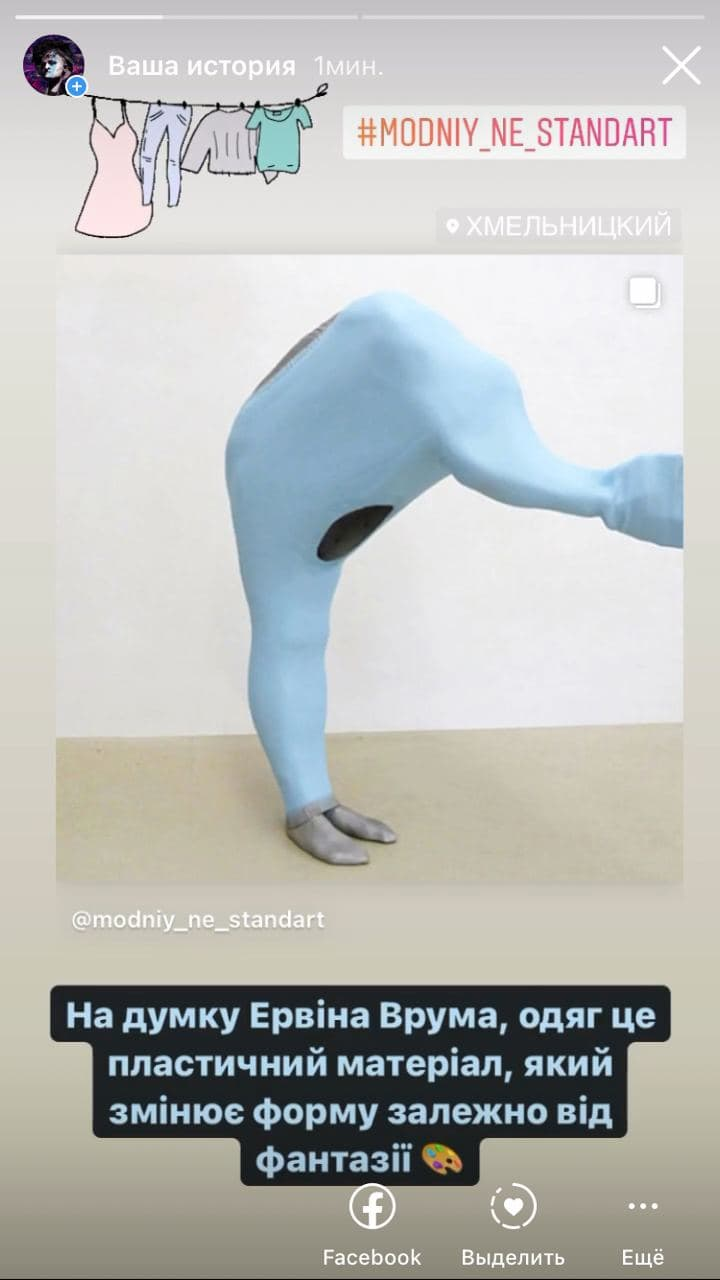 Ваша история 1мин.
#MODNIY_NE_STANDART
ХМЕЛЬНИЦКИЙ
@modniy_ne_standart
На думку Ервіна Врума, одяг це
пластичний матеріал, який
змінює форму залежно від
фантазії 🎨
Facebook Выделить Ещё